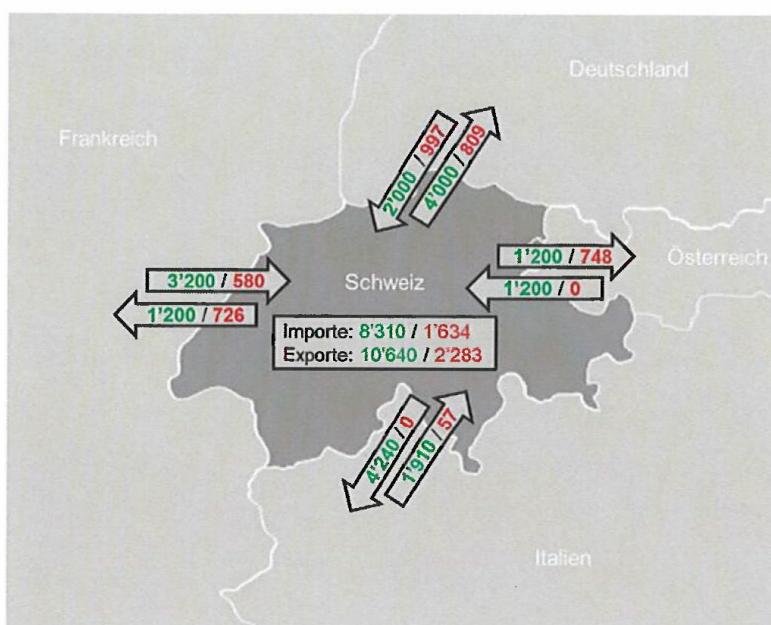 Deutschland
Frankreich
2'000 / 997
4'000 / 809
1'200 / 748
Österreich
3'200 / 580
Schweiz
1'200 / 0
1'200 / 726
Importe: 8'310 / 1'634
Exporte: 10'640 / 2'283
4'240 / 0
1'910 / 57
Italien